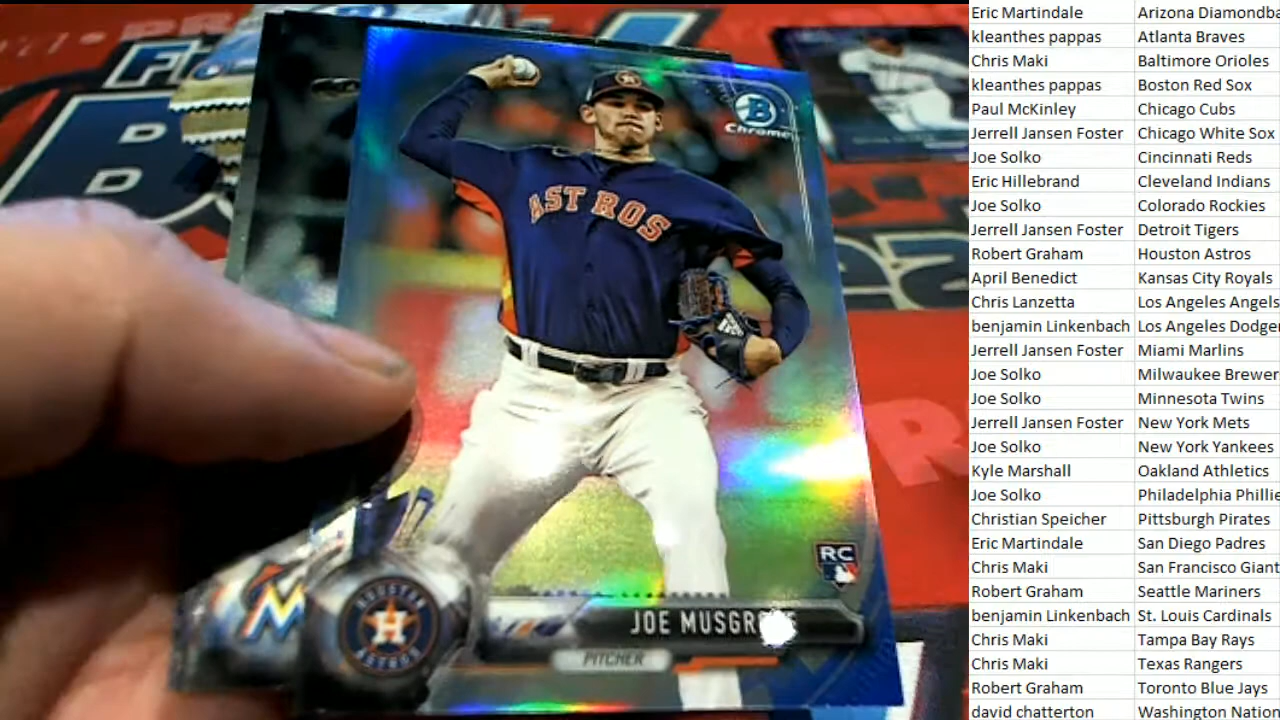 B
Chrome
ASTROS
adidas
RC
HOUSTON
H
ASTROS
JOE MUSGR
PITCHER
Eric Martindale Arizona Diamondba
kleanthes pappas Atlanta Braves
Chris Maki Baltimore Orioles
kleanthes pappas Boston Red Sox
Paul McKinley Chicago Cubs
Jerrell Jansen Foster Chicago White Sox
Joe Solko Cincinnati Reds
Eric Hillebrand Cleveland Indians
Joe Solko Colorado Rockies
Jerrell Jansen Foster Detroit Tigers
Robert Graham Houston Astros
April Benedict Kansas City Royals
Chris Lanzetta Los Angeles Angels
benjamin Linkenbach Los Angeles Dodge
Jerrell Jansen Foster Miami Marlins
Joe Solko Milwaukee Brewer
Joe Solko Minnesota Twins
Jerrell Jansen Foster New York Mets
Joe Solko New York Yankees
Kyle Marshall Oakland Athletics
Joe Solko Philadelphia Phillie
Christian Speicher Pittsburgh Pirates
Eric Martindale San Diego Padres
Chris Maki San Francisco Giant
Robert Graham Seattle Mariners
benjamin Linkenbach St. Louis Cardinals
Chris Maki Tampa Bay Rays
Chris Maki Texas Rangers
Robert Graham Toronto Blue Jays
david chatterton Washington Nation